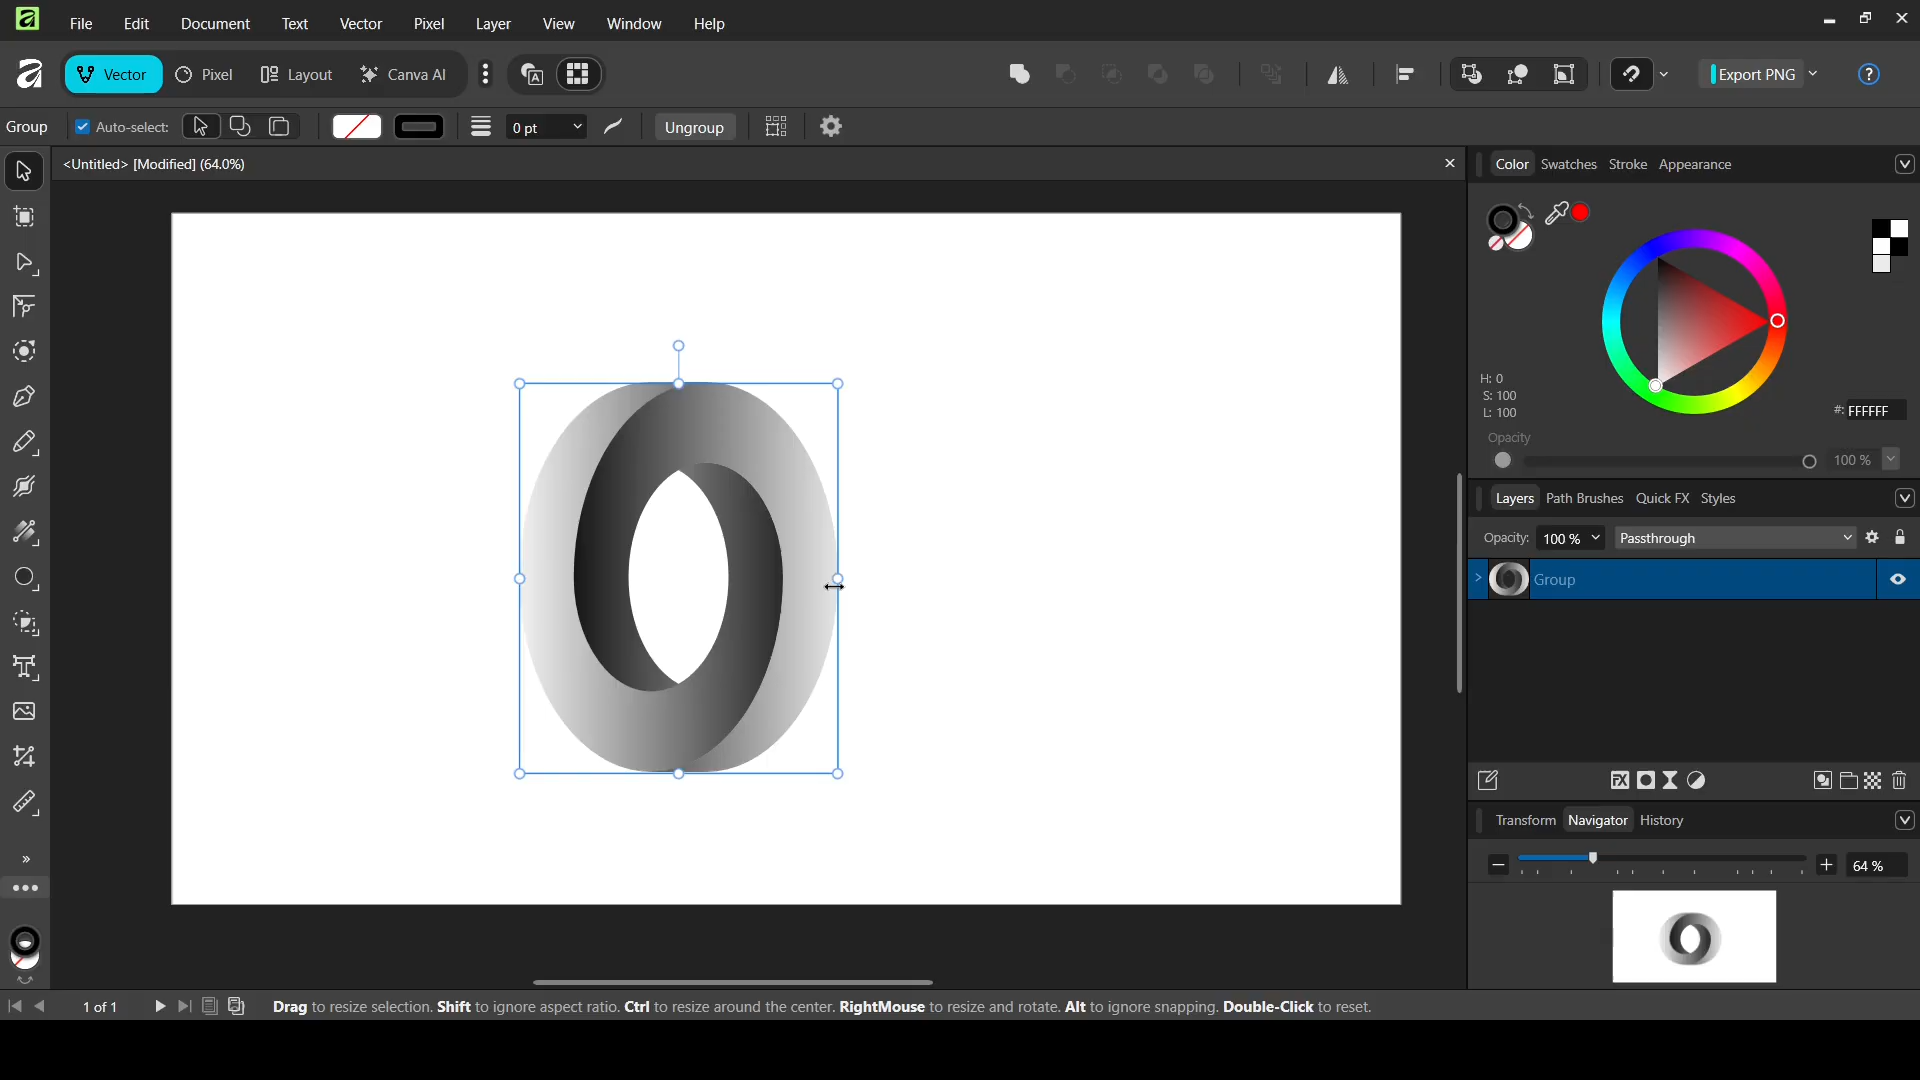 File Edit Document Text Vector Pixel Layer View Window Help
Vector Pixel Layout Canva AI Export PNG ?
Group Auto-select: 0 pt Ungroup
<Untitled> [Modified] (64.0%)
Color Swatches Stroke Appearance
H: 0
S: 100
L: 100
#: FFFFFF
Opacity
100 %
Layers Path Brushes Quick FX Styles
Opacity: 100 % Passthrough
Group
FX
Transform Navigator History
64 %
1 of 1 Drag to resize selection. Shift to ignore aspect ratio. Ctrl to resize around the center. RightMouse to resize and rotate. Alt to ignore snapping. Double-Click to reset.